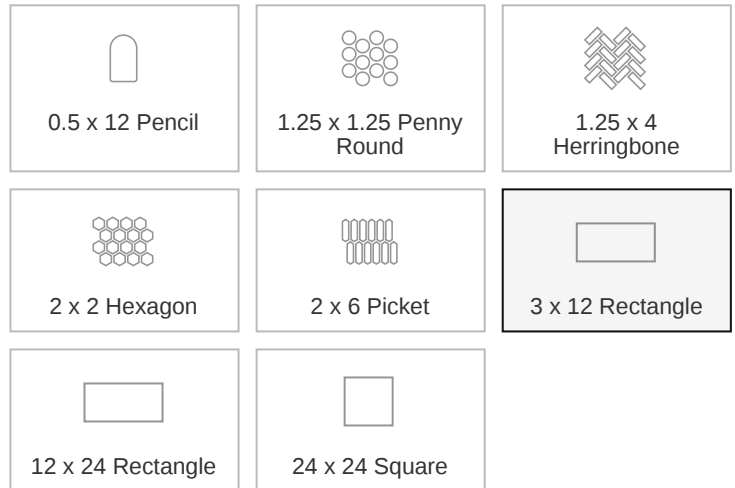 0.5 x 12 Pencil
1.25 x 1.25 Penny
Round
1.25 x 4
Herringbone
2 x 2 Hexagon
2 x 6 Picket
3 x 12 Rectangle
12 x 24 Rectangle
24 x 24 Square